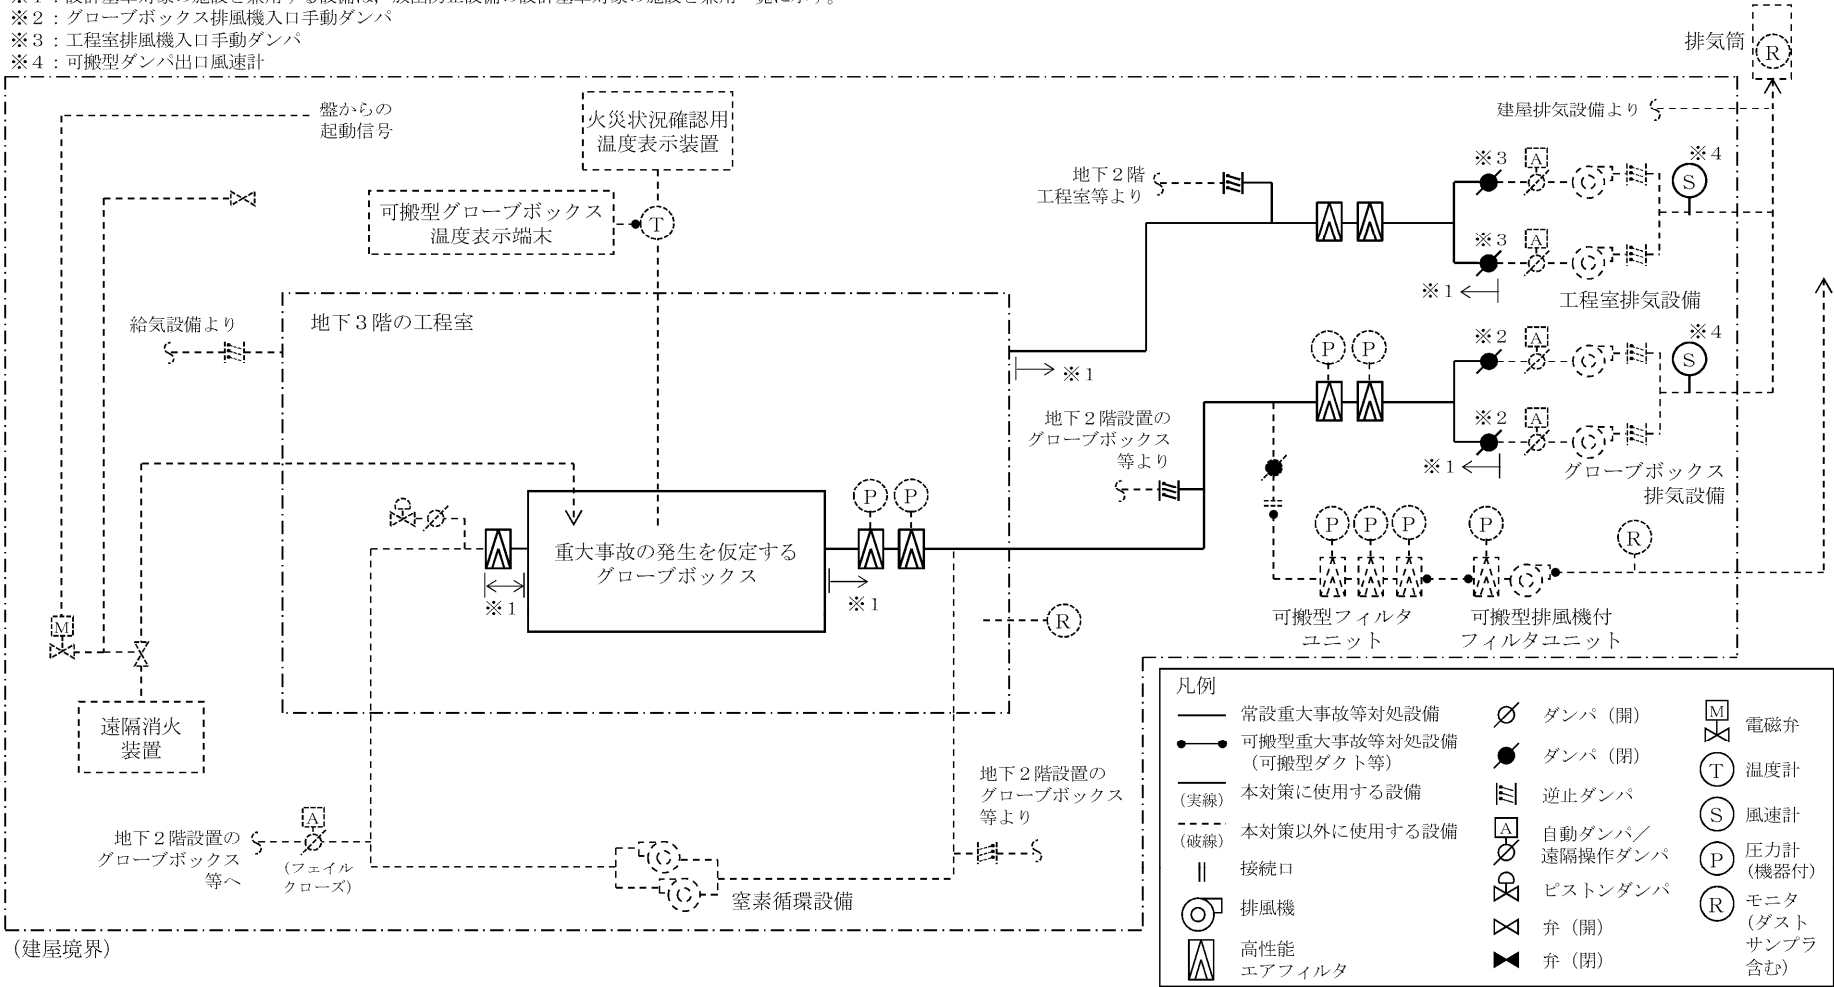 ※2：グローブボックス排風機入口手動ダンパ
※3：工程室排風機入口手動ダンパ
※4：可搬型ダンパ出口風速計
排気筒
R
盤からの
起動信号
火災状況確認用
温度表示装置
建屋排気設備より
可搬型グローブボックス
温度表示端末
T
地下2階
工程室等より
※3
A
※4
S
※3
A
※1
工程室排気設備
給気設備より
地下3階の工程室
※1
P
P
※2
A
※4
S
地下2階設置の
グローブボックス
等より
※2
A
※1
グローブボックス
排気設備
P
P
重大事故の発生を仮定する
グローブボックス
※1
※1
P
P
P
P
R
可搬型フィルタ
ユニット
可搬型排風機付
フィルタユニット
R
M
遠隔消火
装置
地下2階設置の
グローブボックス
等へ
A
(フェイル
クローズ)
窒素循環設備
地下2階設置の
グローブボックス
等より
(建屋境界)
凡例
常設重大事故等対処設備
可搬型重大事故等対処設備
(可搬型ダクト等)
(実線)
本対策に使用する設備
(破線)
本対策以外に使用する設備
接続口
排風機
高性能
エアフィルタ
ダンパ（開）
ダンパ（閉）
逆止ダンパ
A
自動ダンパ／
遠隔操作ダンパ
ピストンダンパ
弁（開）
弁（閉）
M
電磁弁
T
温度計
S
風速計
P
圧力計
(機器付)
R
モニタ
(ダスト
サンプラ
含む)